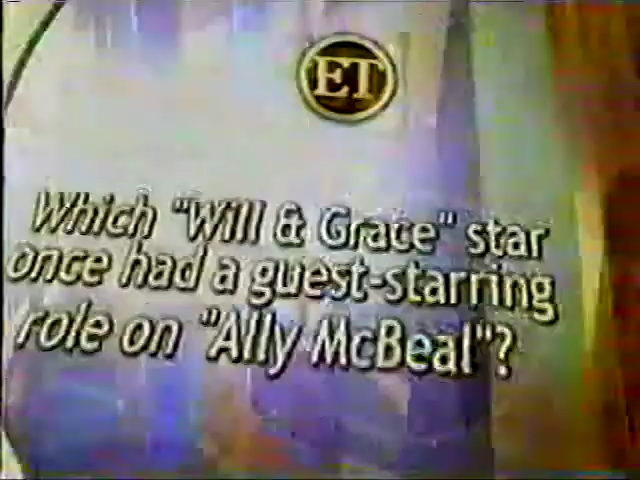 ET
Which "Will & Grace" star
once had a guest-starring
role on "Ally McBeal"?